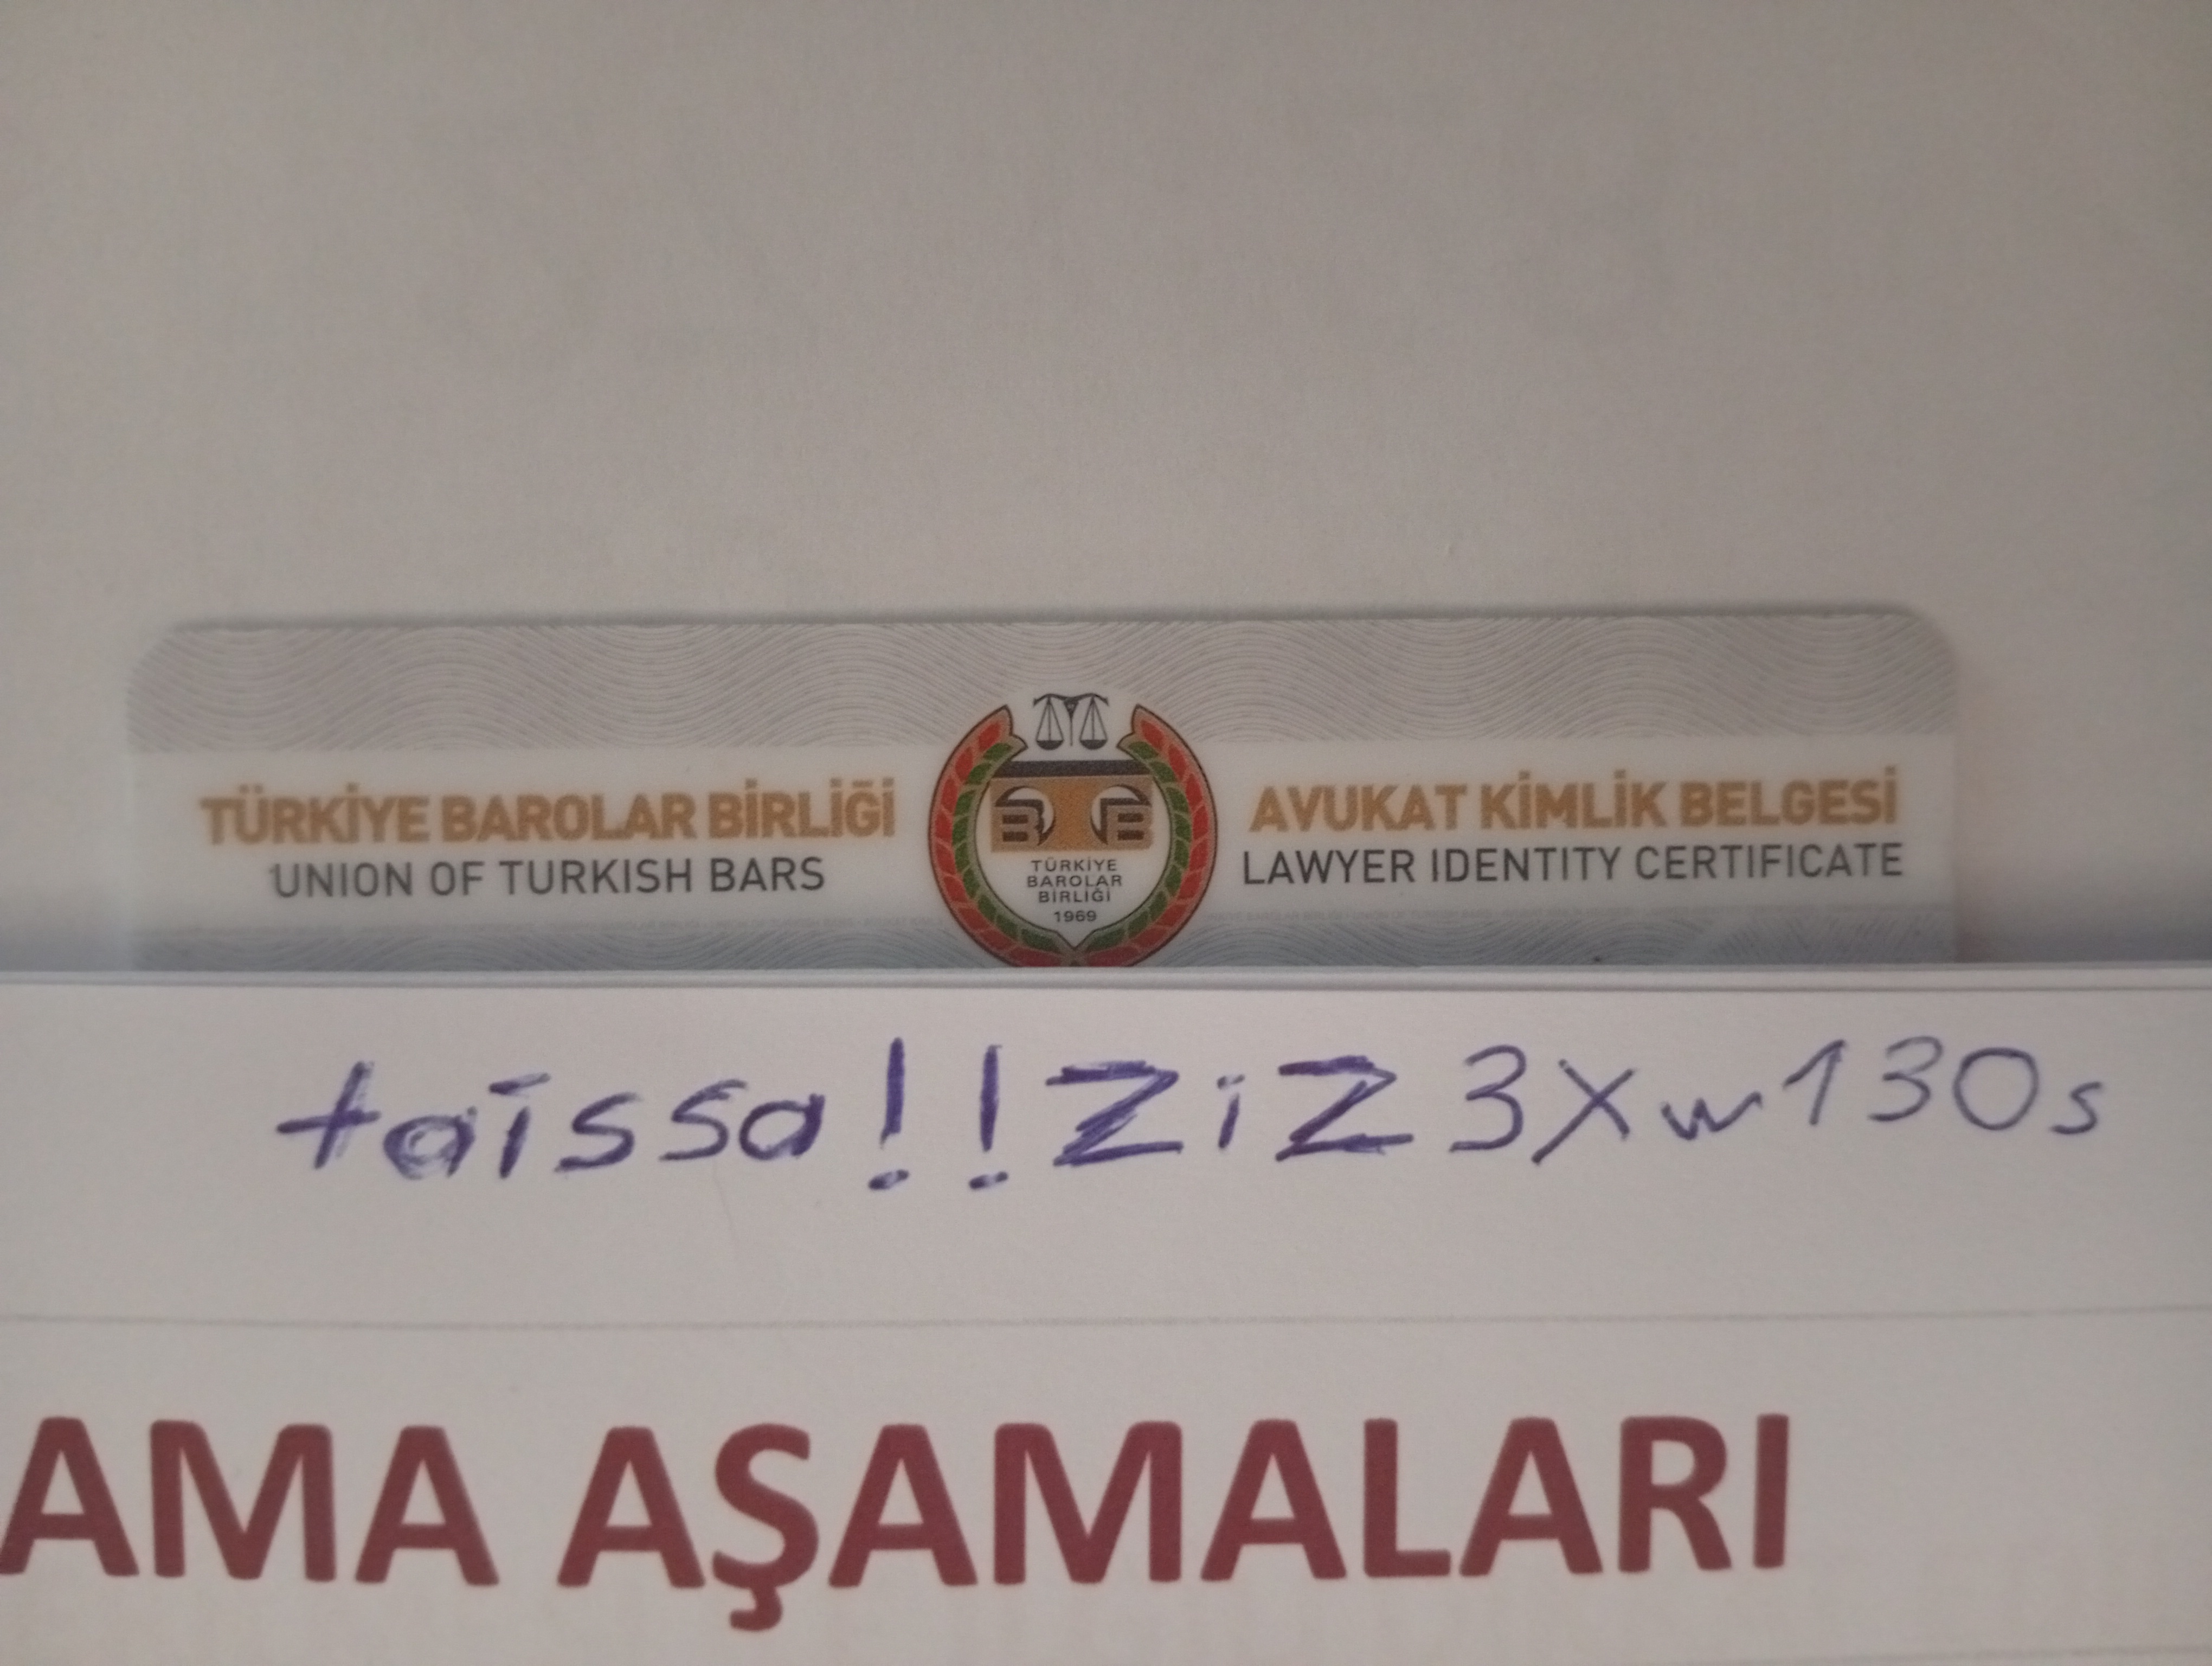 TÜRKİYE BAROLAR BİRLİĞİ
UNION OF TURKISH BARS
TÜRKİYE
BAROLAR
BİRLİĞİ
1969
AVUKAT KİMLİK BELGESİ
LAWYER IDENTITY CERTIFICATE
taissa!!ZiZ3Xw130s
AMA AŞAMALARI